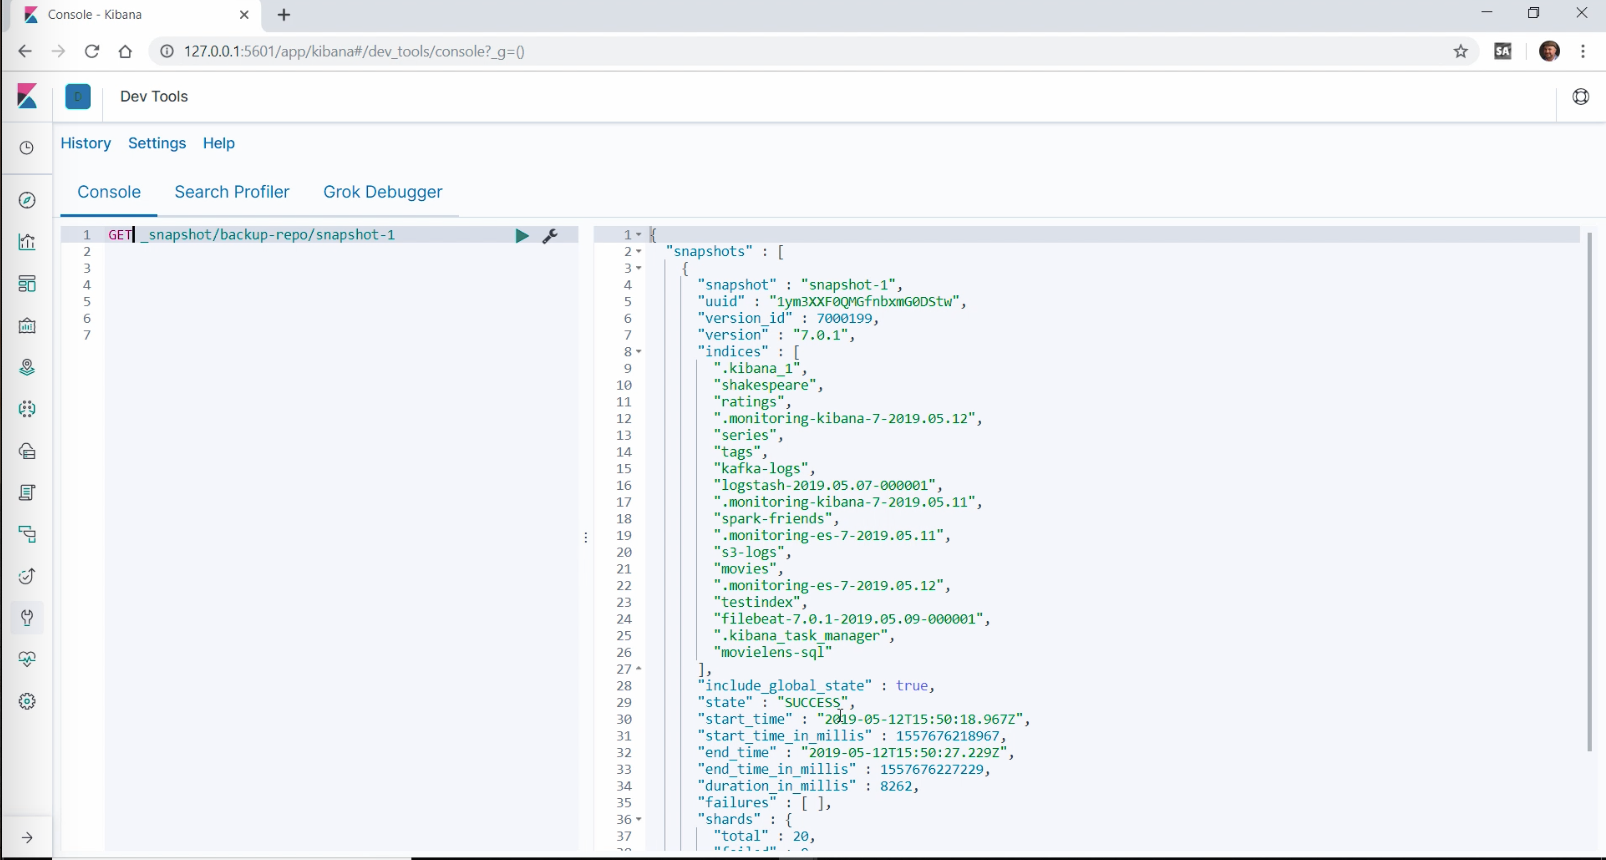 Console - Kibana
127.0.0.1:5601/app/kibana#/dev_tools/console?_g=()
SA
D
Dev Tools
History Settings Help
Console Search Profiler Grok Debugger
1 GET _snapshot/backup-repo/snapshot-1
2
3
4
5
6
7
1 {
2 "snapshots" : [
3 {
4 "snapshot" : "snapshot-1",
5 "uuid" : "1ym3XXF0QMGfnbxmG0DStw",
6 "version_id" : 7000199,
7 "version" : "7.0.1",
8 "indices" : [
9 ".kibana_1",
10 "shakespeare",
11 "ratings",
12 ".monitoring-kibana-7-2019.05.12",
13 "series",
14 "tags",
15 "kafka-logs",
16 "logstash-2019.05.07-000001",
17 ".monitoring-kibana-7-2019.05.11",
18 "spark-friends",
19 ".monitoring-es-7-2019.05.11",
20 "s3-logs",
21 "movies",
22 ".monitoring-es-7-2019.05.12",
23 "testindex",
24 "filebeat-7.0.1-2019.05.09-000001",
25 ".kibana_task_manager",
26 "movielens-sql"
27 ],
28 "include_global_state" : true,
29 "state" : "SUCCESS",
30 "start_time" : "2019-05-12T15:50:18.967Z",
31 "start_time_in_millis" : 1557676218967,
32 "end_time" : "2019-05-12T15:50:27.229Z",
33 "end_time_in_millis" : 1557676227229,
34 "duration_in_millis" : 8262,
35 "failures" : [ ],
36 "shards" : {
37 "total" : 20,